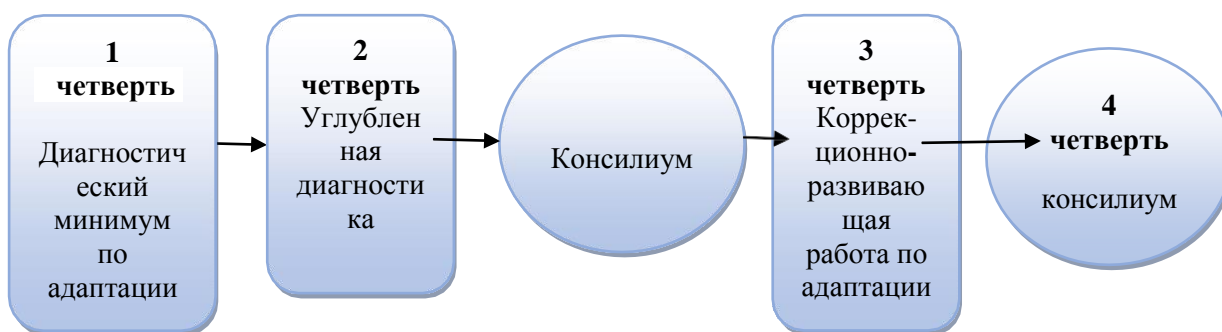 1
четверть
Диагностич
еский
минимум
по
адаптации
2
четверть
Углублен
ная
диагности
ка
Консилиум
3
четверть
Коррек-
ционно-
развиваю
щая
работа по
адаптации
4
четверть
консилиум